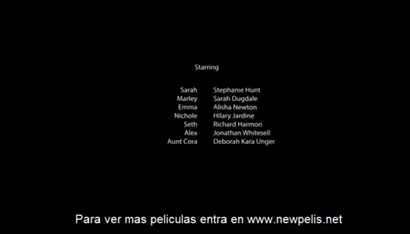 Starring
Sarah Stephanie Hunt
Marley Sarah Dugdale
Emma Alisha Newton
Nichole Hilary Jardine
Seth Richard Harmon
Alex Jonathan Whitesell
Aunt Cora Deborah Kara Unger
Para ver mas peliculas entra en www.newpelis.net